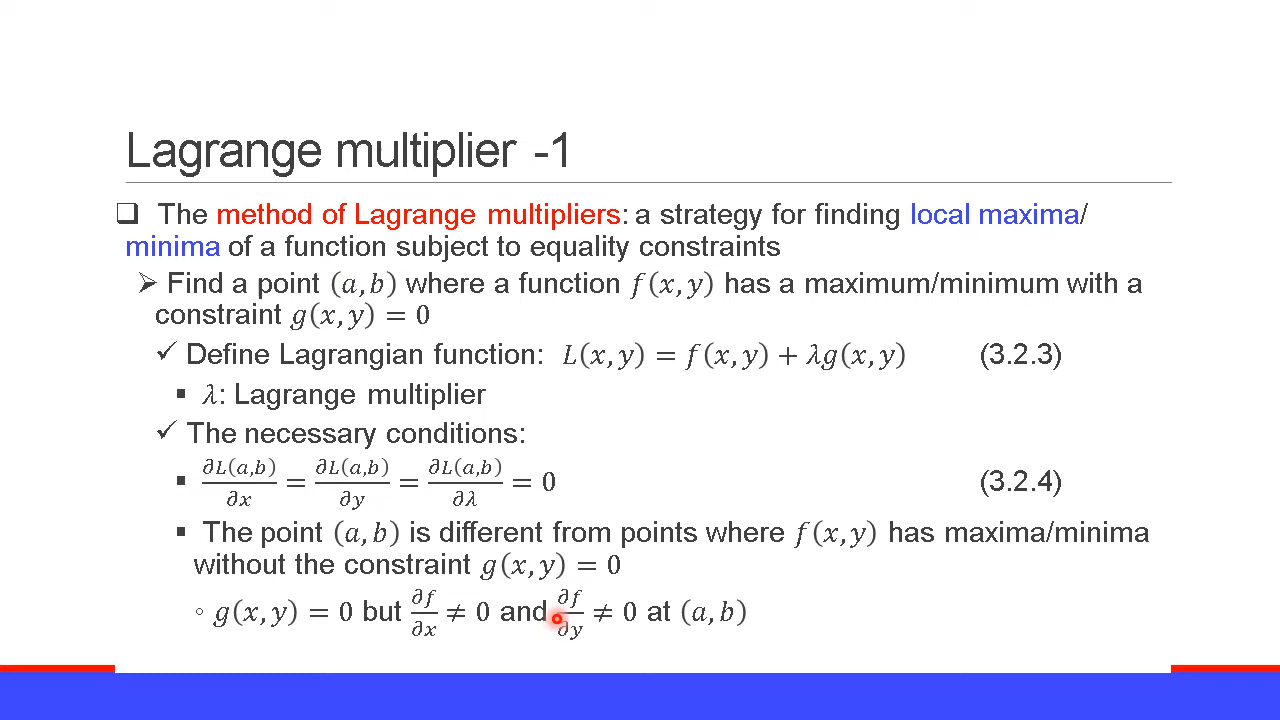 Lagrange multiplier -1
❑ The method of Lagrange multipliers: a strategy for finding local maxima/
minima of a function subject to equality constraints
➢ Find a point (a, b) where a function f(x, y) has a maximum/minimum with a
constraint g(x, y) = 0
✓ Define Lagrangian function: L(x, y) = f(x, y) + λg(x, y) (3.2.3)
▪ λ: Lagrange multiplier
✓ The necessary conditions:
▪ ∂L(a,b)/∂x = ∂L(a,b)/∂y = ∂L(a,b)/∂λ = 0 (3.2.4)
▪ The point (a, b) is different from points where f(x, y) has maxima/minima
without the constraint g(x, y) = 0
◦ g(x, y) = 0 but ∂f/∂x ≠ 0 and ∂f/∂y ≠ 0 at (a, b)